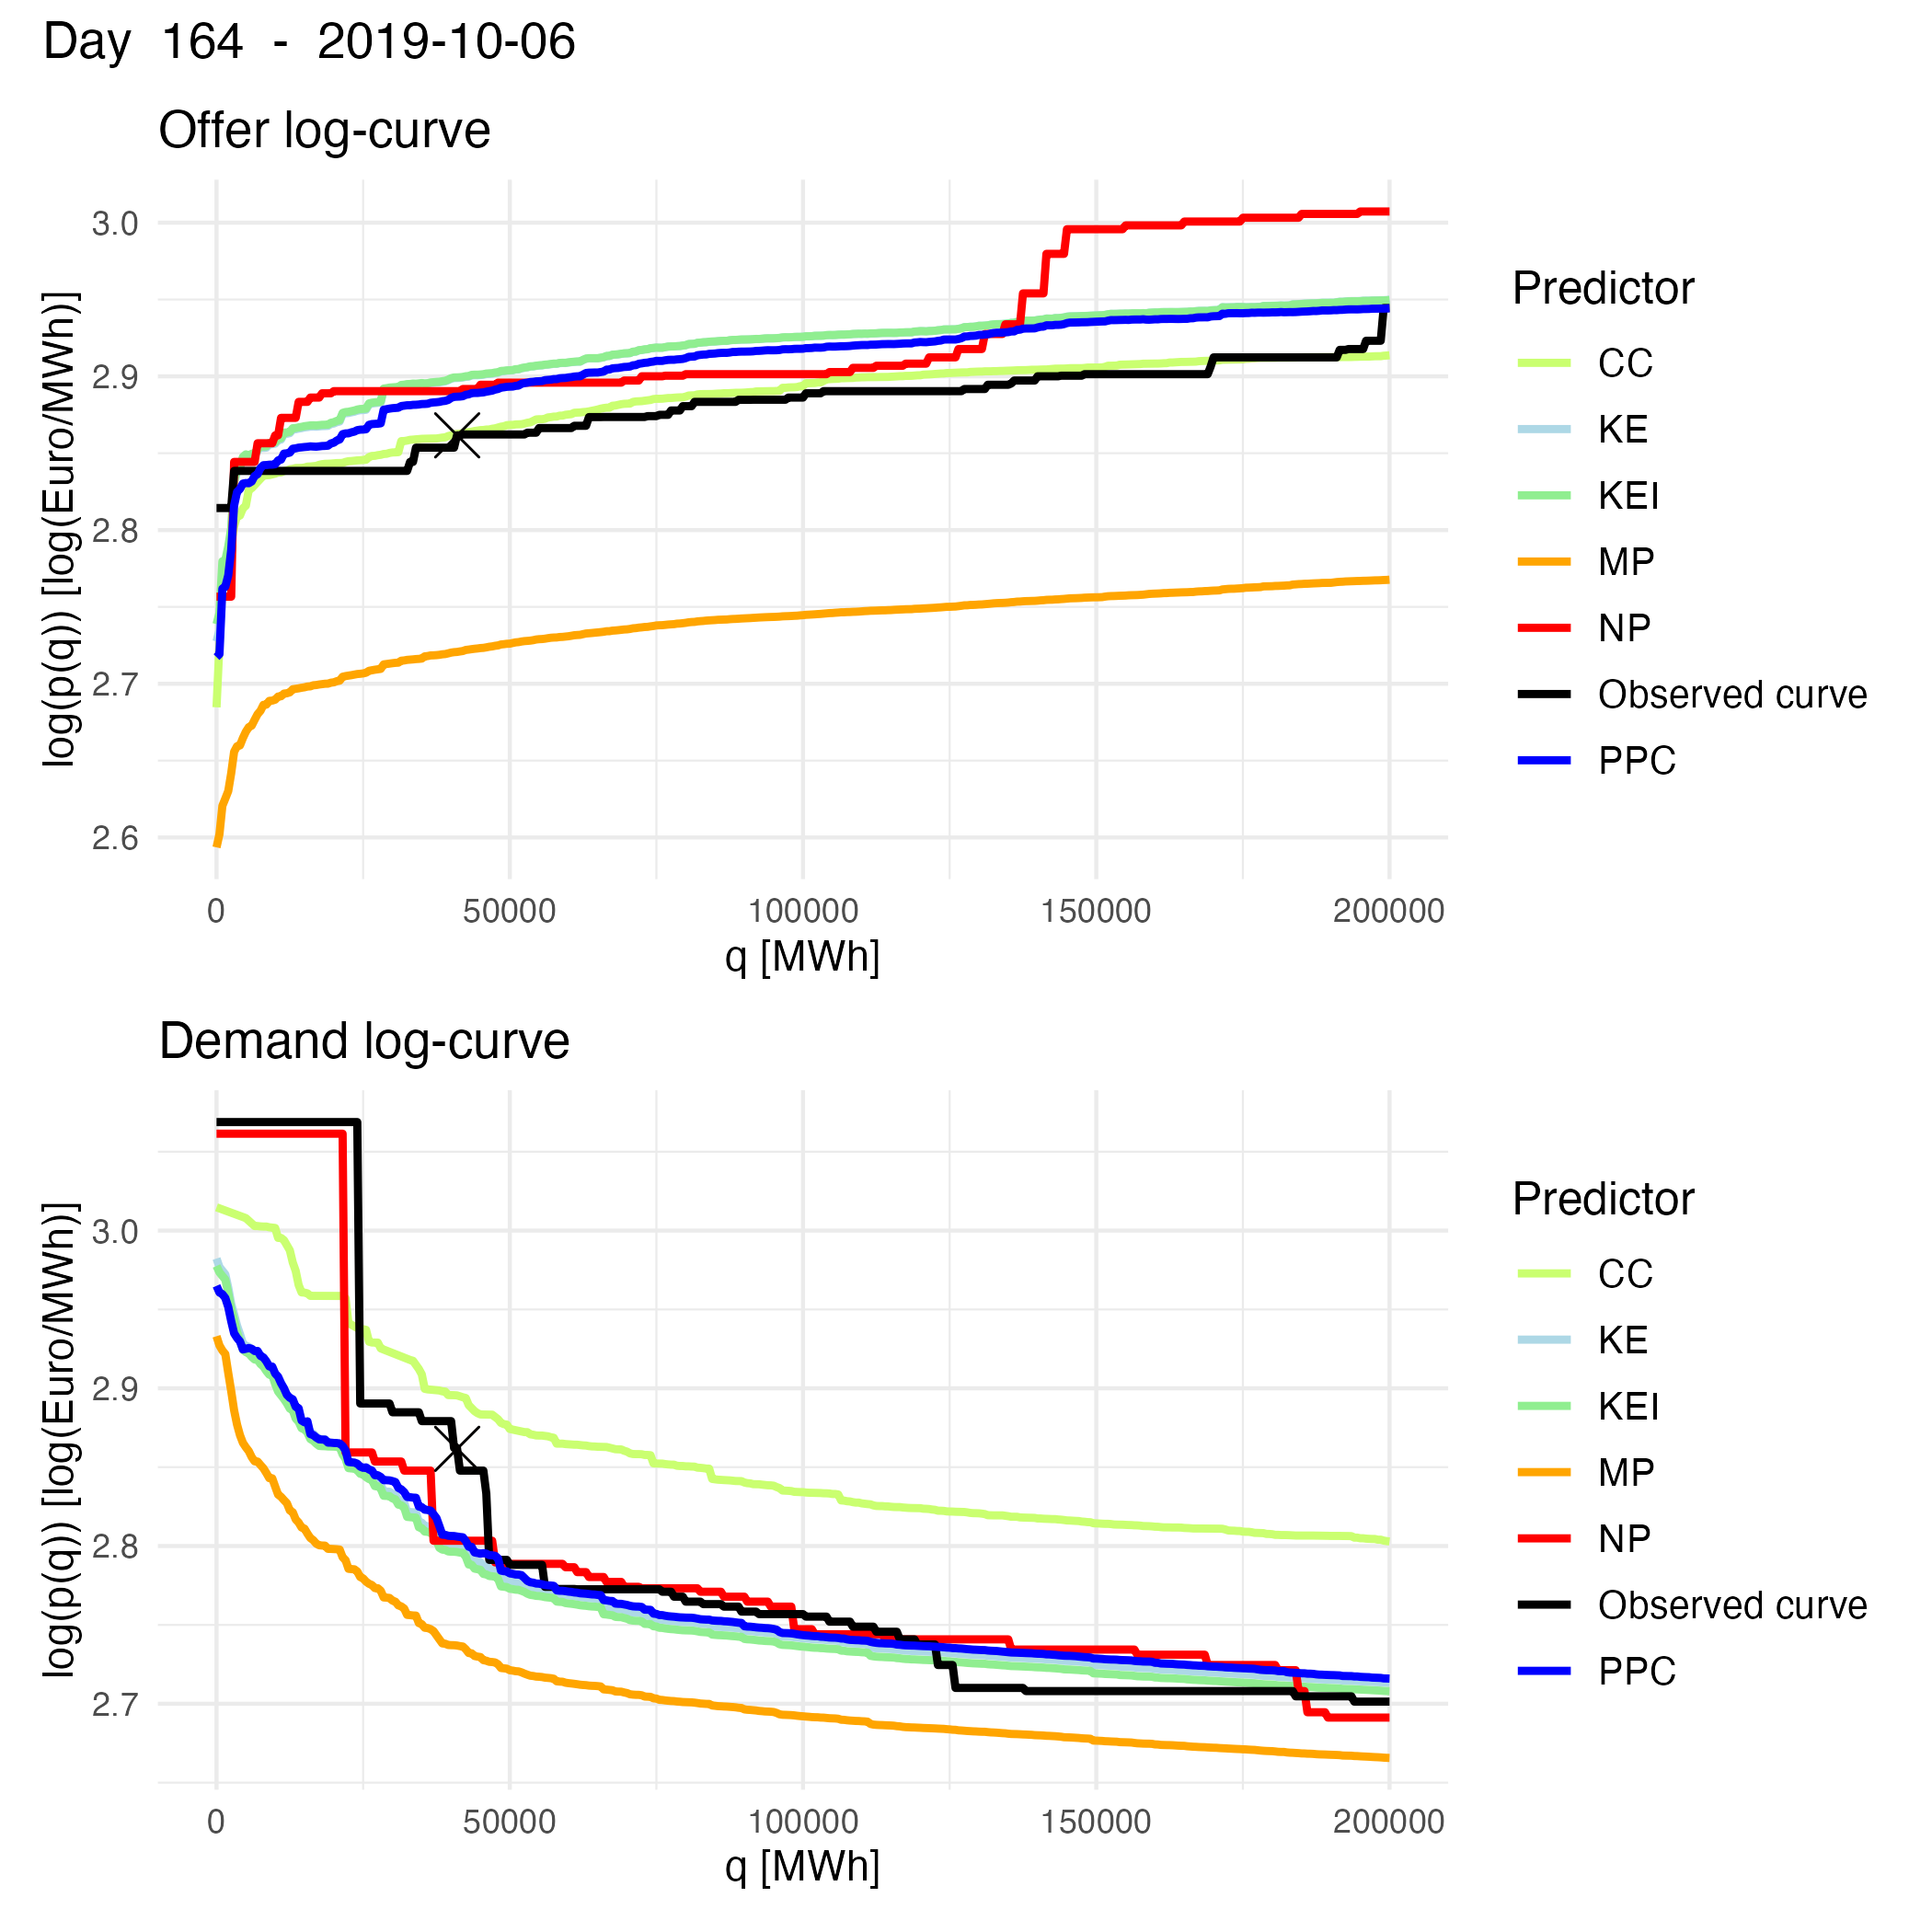 Day 164 - 2019-10-06
Offer log-curve
log(p(q)) [log(Euro/MWh)]
3.0
2.9
2.8
2.7
2.6
0 50000 100000 150000 200000
q [MWh]
Predictor
CC
KE
KEI
MP
NP
Observed curve
PPC
Demand log-curve
log(p(q)) [log(Euro/MWh)]
3.0
2.9
2.8
2.7
0 50000 100000 150000 200000
q [MWh]
Predictor
CC
KE
KEI
MP
NP
Observed curve
PPC